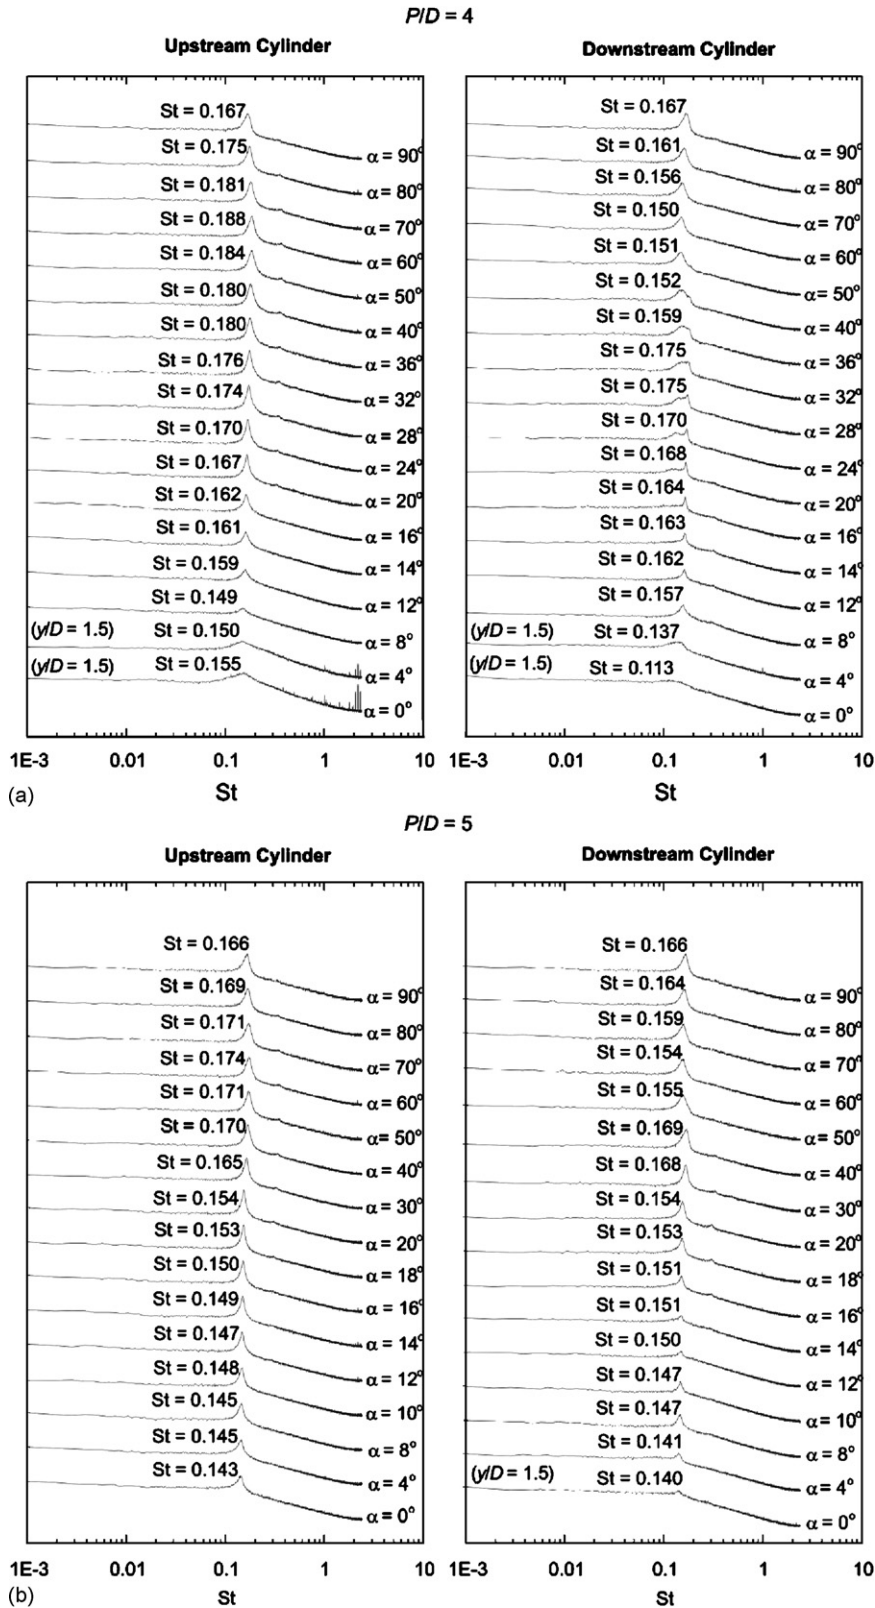 P/D = 4
Upstream Cylinder
St = 0.167
α = 90°
St = 0.175
α = 80°
St = 0.181
α = 70°
St = 0.188
α = 60°
St = 0.184
α = 50°
St = 0.180
α = 40°
St = 0.180
α = 36°
St = 0.176
α = 32°
St = 0.174
α = 28°
St = 0.170
α = 24°
St = 0.167
α = 20°
St = 0.162
α = 16°
St = 0.161
α = 14°
St = 0.159
α = 12°
St = 0.149
α = 8°
(y/D = 1.5) St = 0.150
α = 4°
(y/D = 1.5) St = 0.155
α = 0°
1E-3 0.01 0.1 1 10
St
Downstream Cylinder
St = 0.167
α = 90°
St = 0.161
α = 80°
St = 0.156
α = 70°
St = 0.150
α = 60°
St = 0.151
α = 50°
St = 0.152
α = 40°
St = 0.159
α = 36°
St = 0.175
α = 32°
St = 0.175
α = 28°
St = 0.170
α = 24°
St = 0.168
α = 20°
St = 0.164
α = 16°
St = 0.163
α = 14°
St = 0.162
α = 12°
St = 0.157
α = 8°
(y/D = 1.5) St = 0.137
α = 4°
(y/D = 1.5) St = 0.113
α = 0°
1E-3 0.01 0.1 1 10
St
(a)
P/D = 5
Upstream Cylinder
St = 0.166
α = 90°
St = 0.169
α = 80°
St = 0.171
α = 70°
St = 0.174
α = 60°
St = 0.171
α = 50°
St = 0.170
α = 40°
St = 0.165
α = 30°
St = 0.154
α = 20°
St = 0.153
α = 18°
St = 0.150
α = 16°
St = 0.149
α = 14°
St = 0.147
α = 12°
St = 0.148
α = 10°
St = 0.145
α = 8°
St = 0.145
α = 4°
St = 0.143
α = 0°
1E-3 0.01 0.1 1 10
St
Downstream Cylinder
St = 0.166
α = 90°
St = 0.164
α = 80°
St = 0.159
α = 70°
St = 0.154
α = 60°
St = 0.155
α = 50°
St = 0.169
α = 40°
St = 0.168
α = 30°
St = 0.154
α = 20°
St = 0.153
α = 18°
St = 0.151
α = 16°
St = 0.151
α = 14°
St = 0.150
α = 12°
St = 0.147
α = 10°
St = 0.147
α = 8°
St = 0.141
α = 4°
(y/D = 1.5) St = 0.140
α = 0°
1E-3 0.01 0.1 1 10
St
(b)